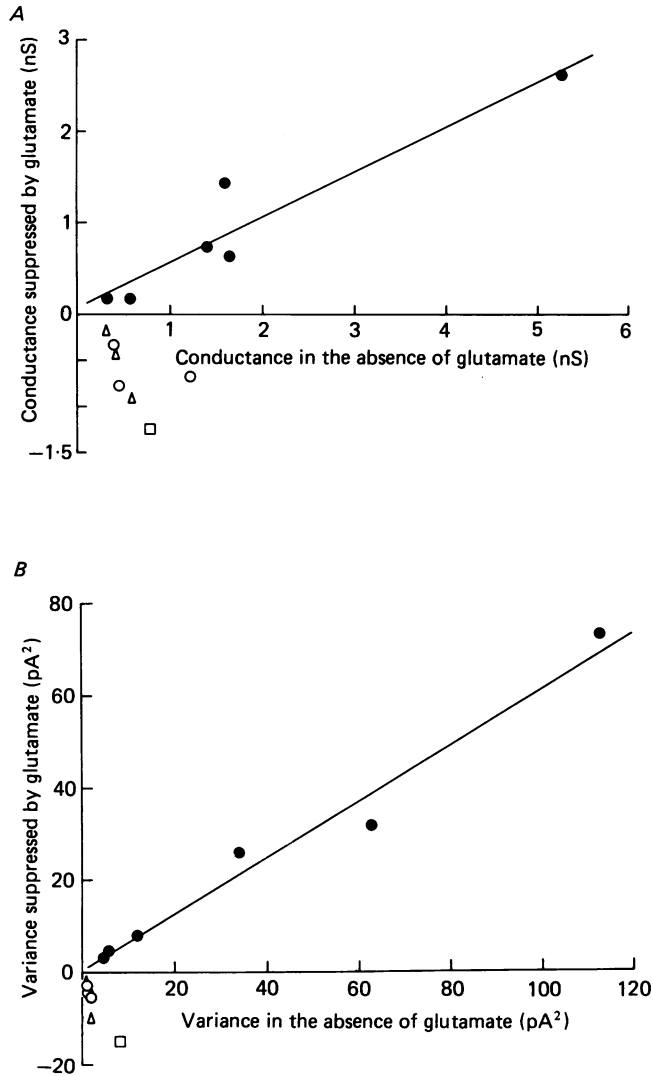 A
Conductance suppressed by glutamate (nS)
3
2
1
0
−1·5
1 2 3 4 5 6
Conductance in the absence of glutamate (nS)
B
Variance suppressed by glutamate (pA²)
80
60
40
20
0
−20
20 40 60 80 100 120
Variance in the absence of glutamate (pA²)